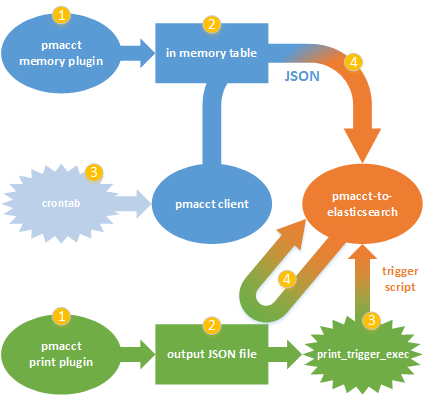 1
pmacct
memory plugin
2
in memory table
JSON
4
3
crontab
pmacct client
pmacct-to-
elasticsearch
4
trigger
script
1
pmacct
print plugin
2
output JSON file
3
print_trigger_exec